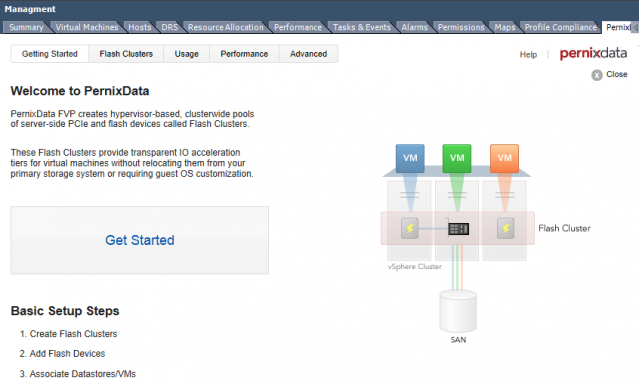 Managment
Summary Virtual Machines Hosts DRS Resource Allocation Performance Tasks & Events Alarms Permissions Maps Profile Compliance
Getting Started Flash Clusters Usage Performance Advanced
Help pernixdata
x Close
Welcome to PernixData
PernixData FVP creates hypervisor-based, clusterwide pools
of server-side PCIe and flash devices called Flash Clusters.
These Flash Clusters provide transparent IO acceleration
tiers for virtual machines without relocating them from your
primary storage system or requiring guest OS customization.
VM VM VM
Get Started
Flash Cluster
vSphere Cluster
SAN
Basic Setup Steps
1. Create Flash Clusters
2. Add Flash Devices
3. Associate Datastores/VMs